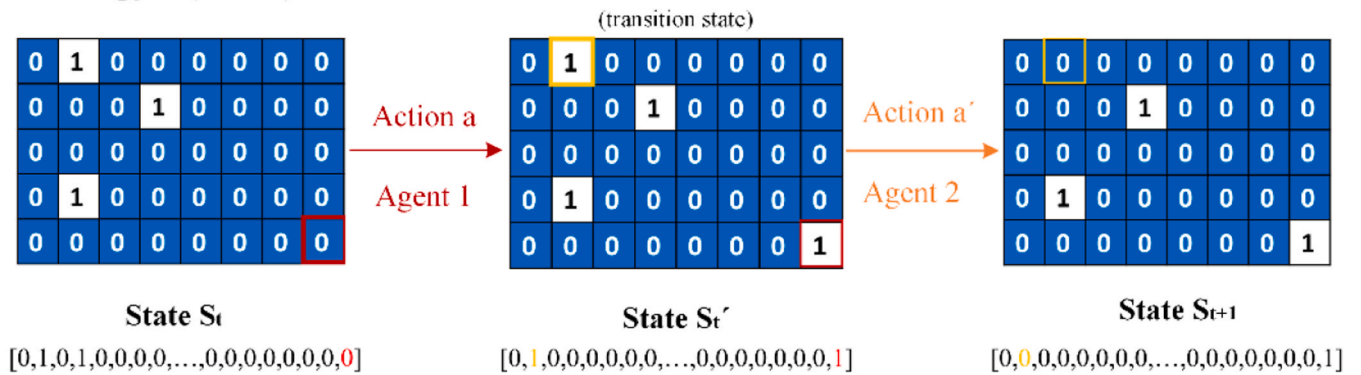 (transition state)
0 1 0 0 0 0 0 0
0 0 0 1 0 0 0 0
0 0 0 0 0 0 0 0
0 1 0 0 0 0 0 0
0 0 0 0 0 0 0 0
Action a
Agent 1
0 1 0 0 0 0 0 0
0 0 0 1 0 0 0 0
0 0 0 0 0 0 0 0
0 1 0 0 0 0 0 0
0 0 0 0 0 0 0 1
Action a´
Agent 2
0 0 0 0 0 0 0 0
0 0 0 1 0 0 0 0
0 0 0 0 0 0 0 0
0 1 0 0 0 0 0 0
0 0 0 0 0 0 0 1
State St
State St´
State St+1
[0,1,0,1,0,0,0,0,…,0,0,0,0,0,0,0,0]
[0,1,0,0,0,0,0,0,…,0,0,0,0,0,0,0,1]
[0,0,0,0,0,0,0,0,…,0,0,0,0,0,0,0,1]